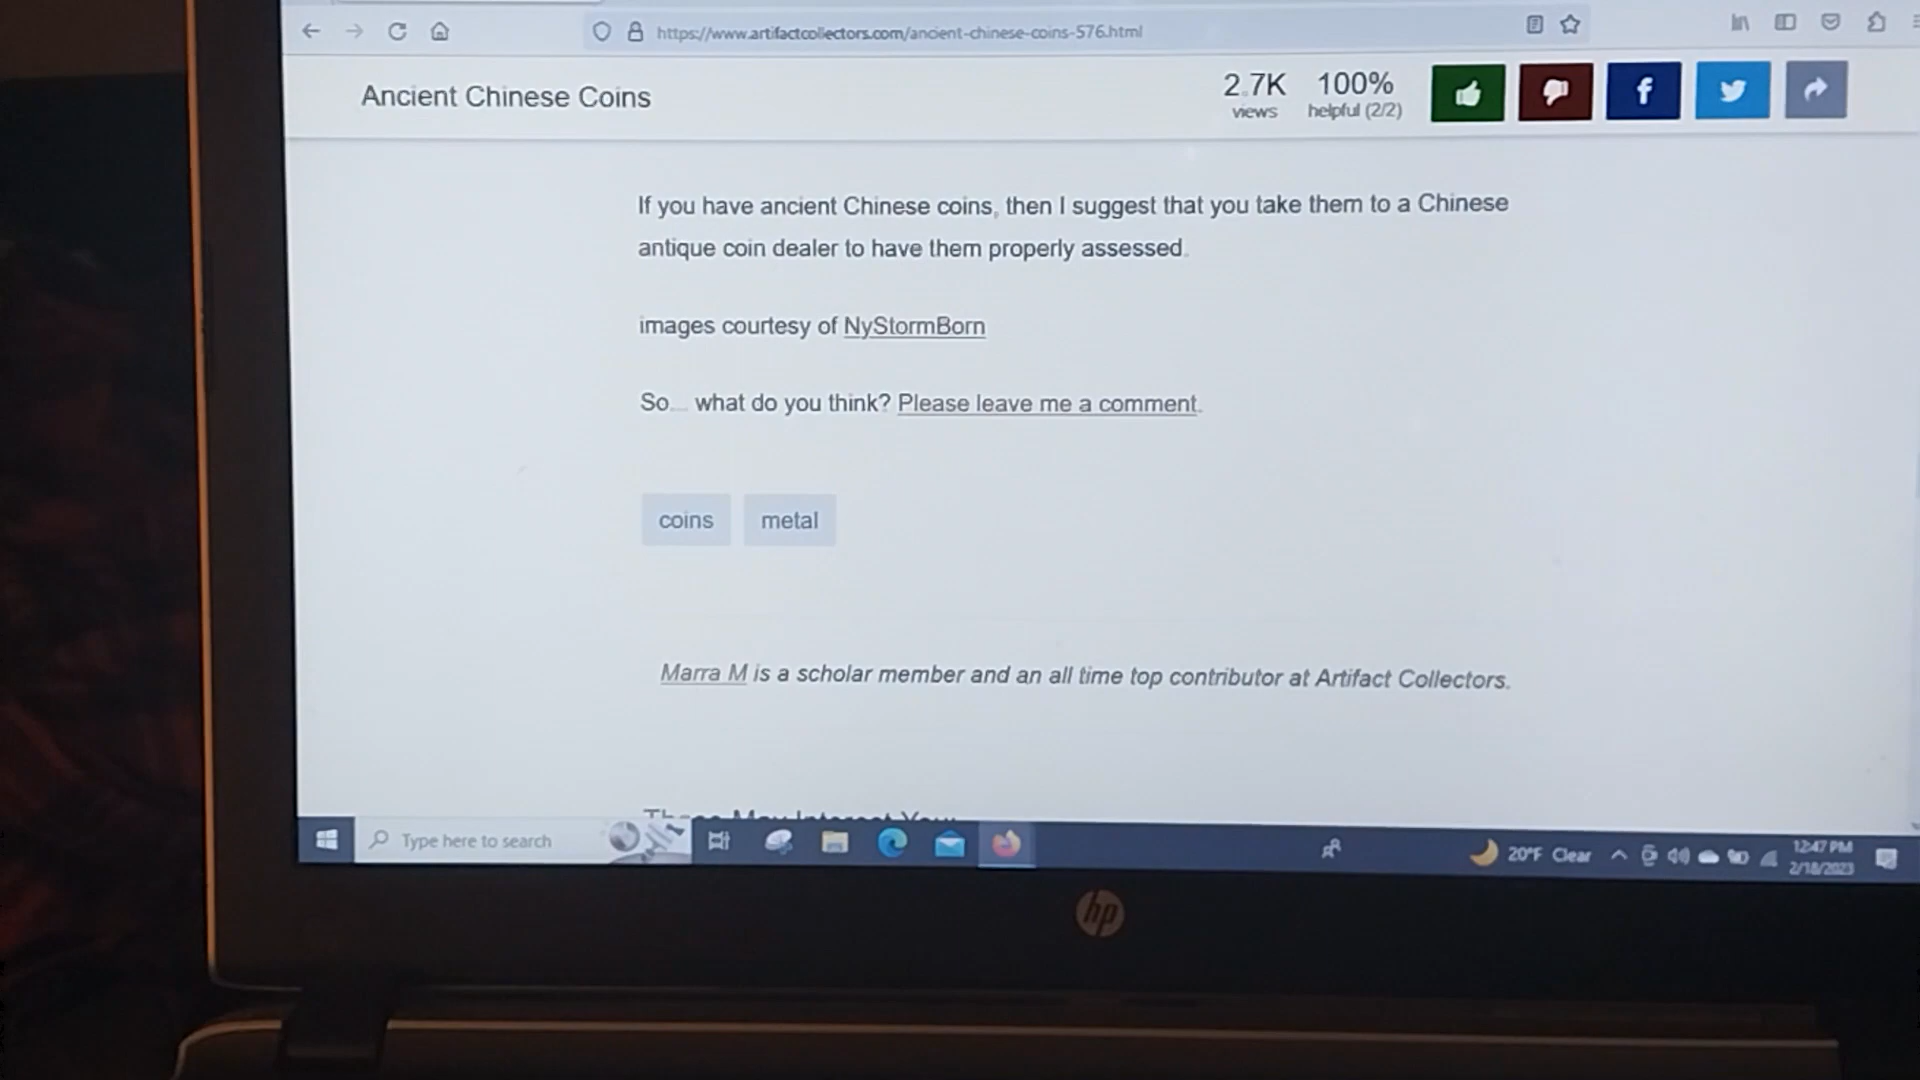 https://www.artifactcollectors.com/ancient-chinese-coins-576.html
Ancient Chinese Coins
2.7K
views
100%
helpful (2/2)
f
If you have ancient Chinese coins, then I suggest that you take them to a Chinese
antique coin dealer to have them properly assessed.
images courtesy of NyStormBorn
So... what do you think? Please leave me a comment.
coins
metal
Marra M is a scholar member and an all time top contributor at Artifact Collectors.
These May Interest You
Type here to search
20°F Clear
12:47 PM
2/18/2023
hp